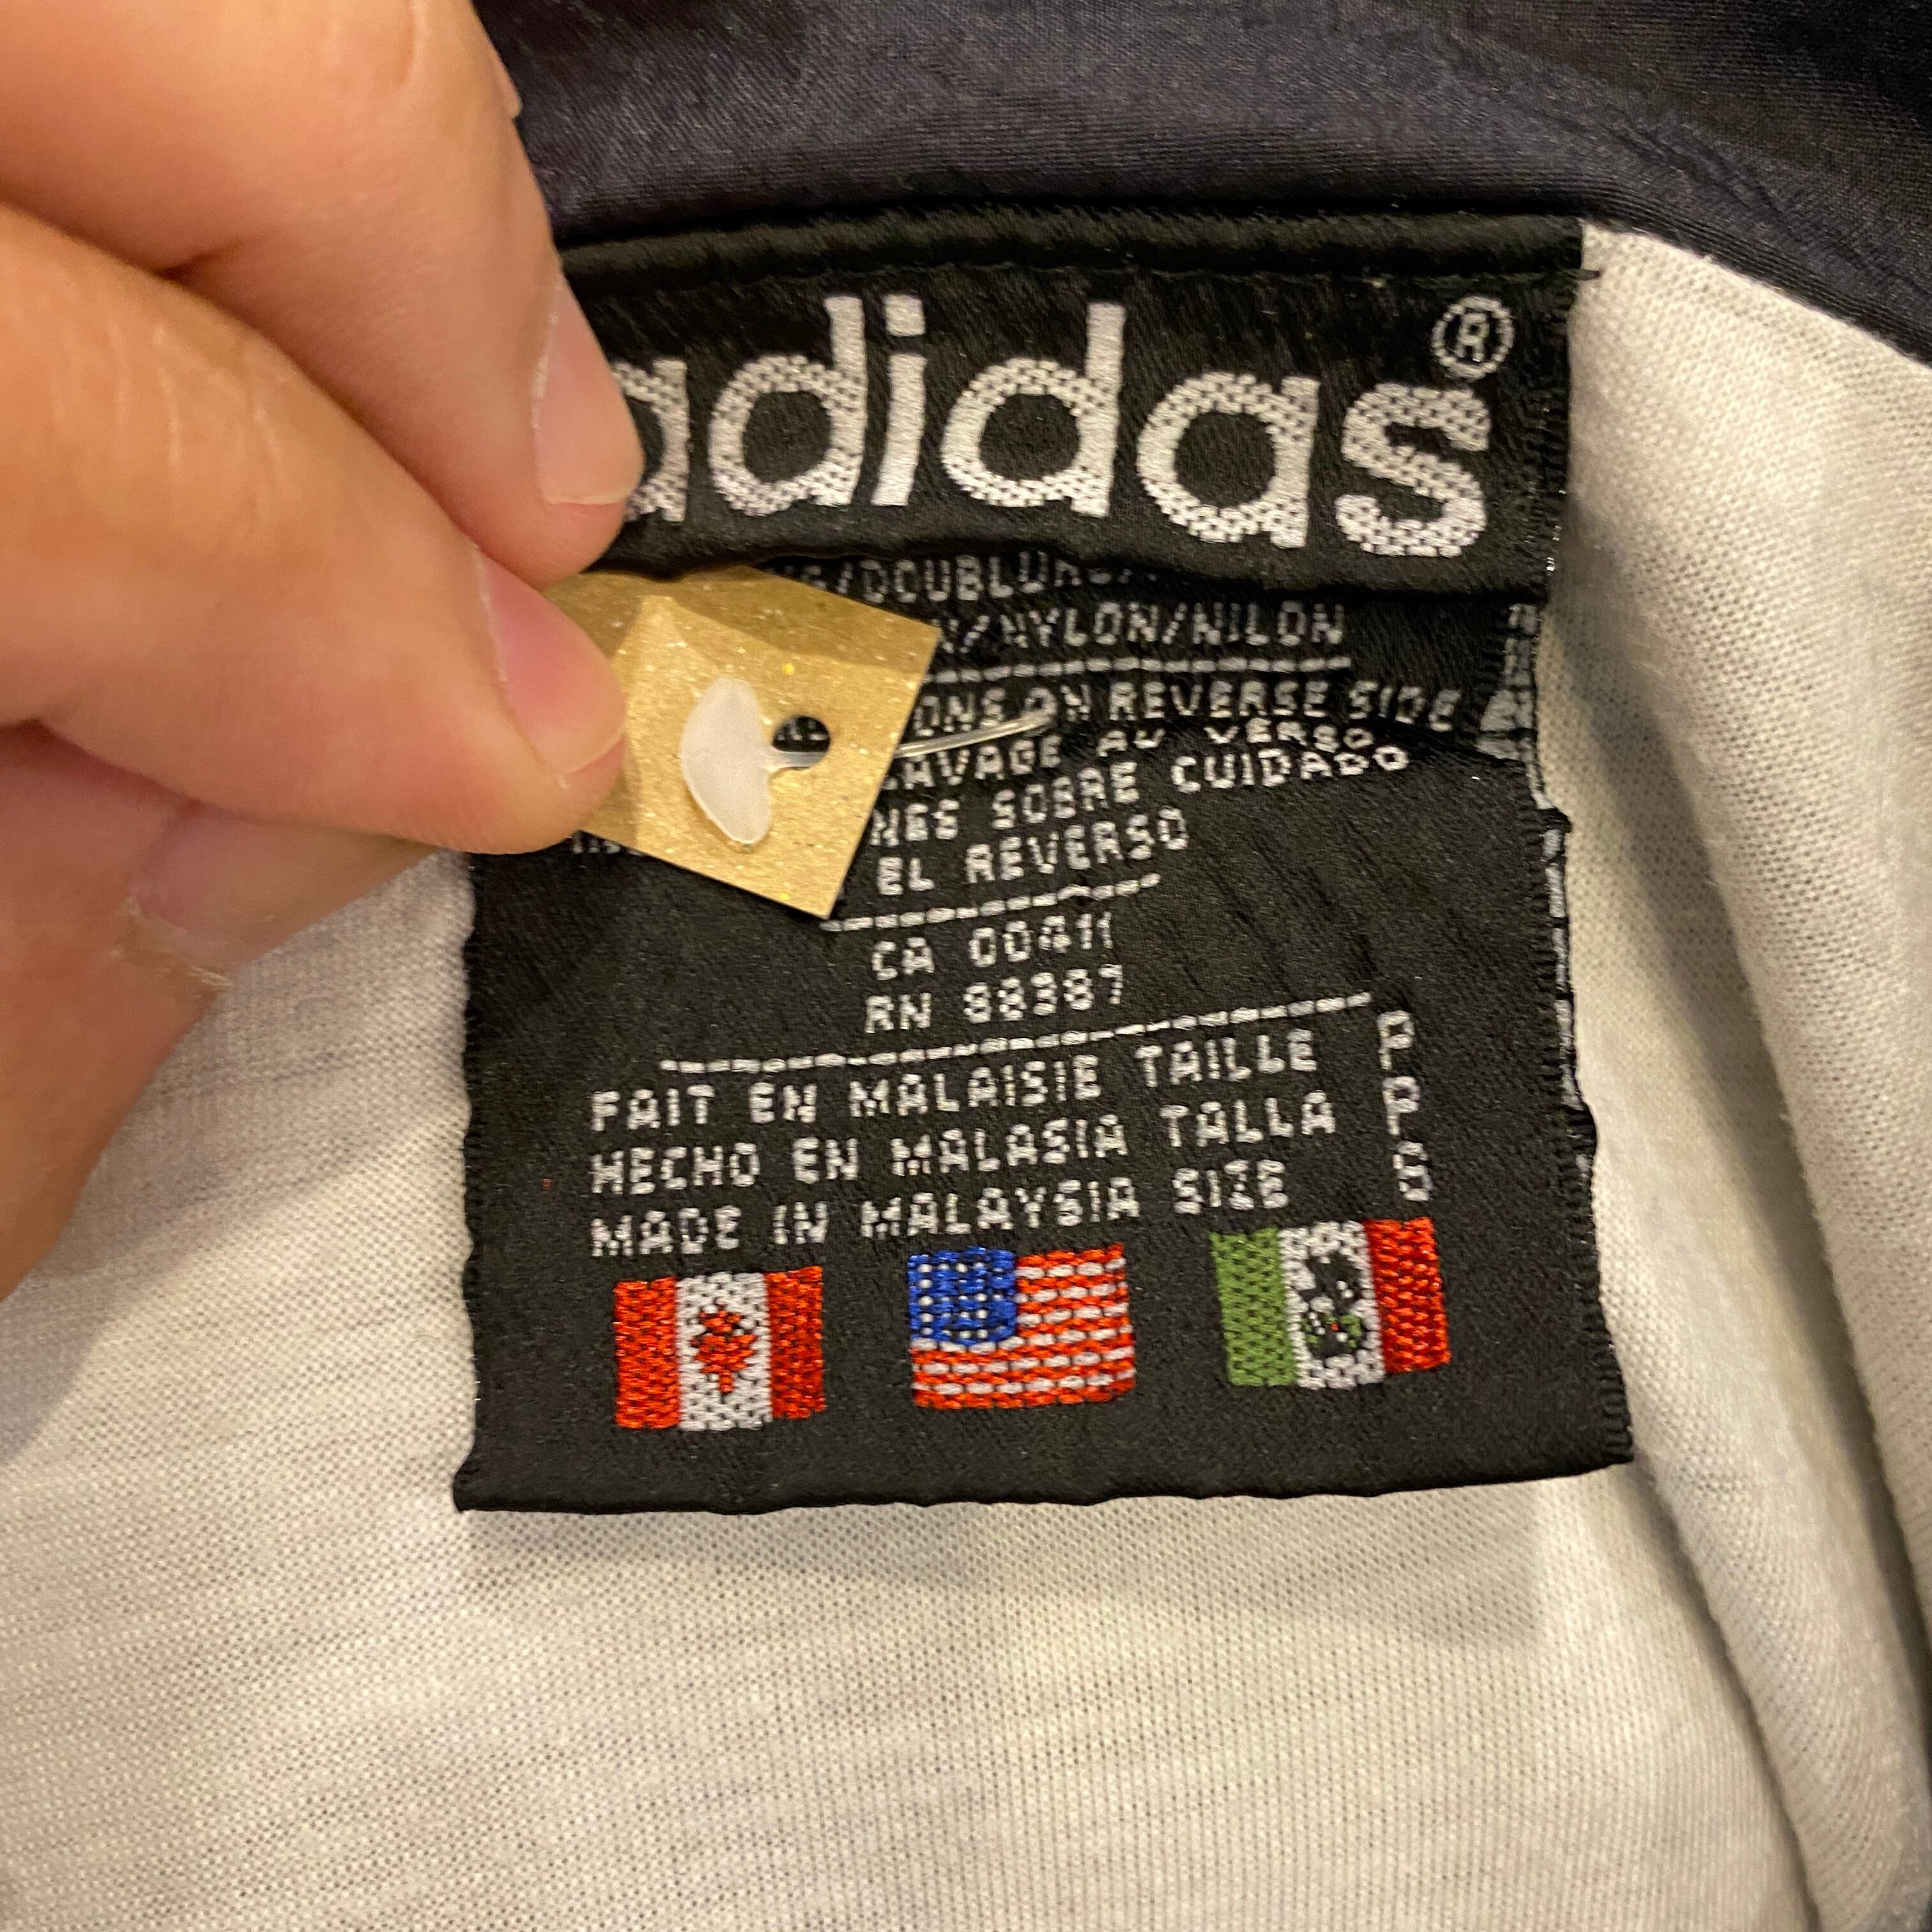 adidas®
/NYLON/NILON
ON REVERSE SIDE
AU VERSO
SOBRE CUIDADO
EL REVERSO
CA 00411
RN 88387
FAIT EN MALAISIE TAILLE P
HECHO EN MALASIA TALLA P
MADE IN MALAYSIA SIZE S